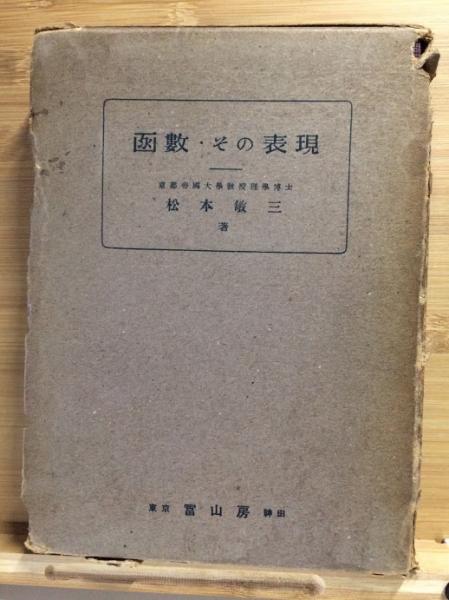 函數・その表現
京都帝國大學敎授理學博士
松本敏三
著
東京 冨山房 神田